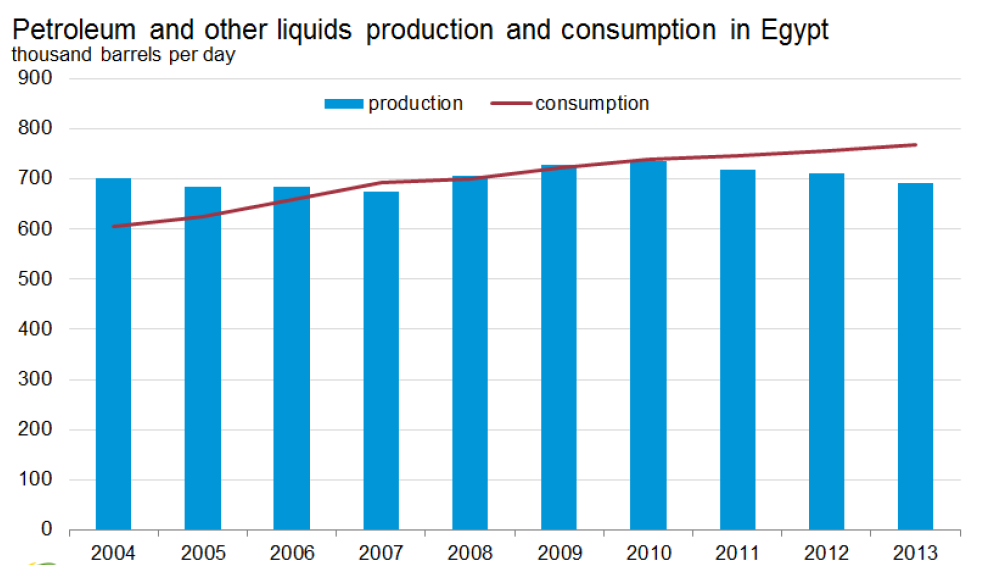 Petroleum and other liquids production and consumption in Egypt
thousand barrels per day
900
production consumption
800
700
600
500
400
300
200
100
0
2004 2005 2006 2007 2008 2009 2010 2011 2012 2013